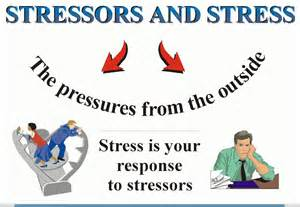 STRESSORS AND STRESS
The pressures from the outside
Stress is your
response
to stressors